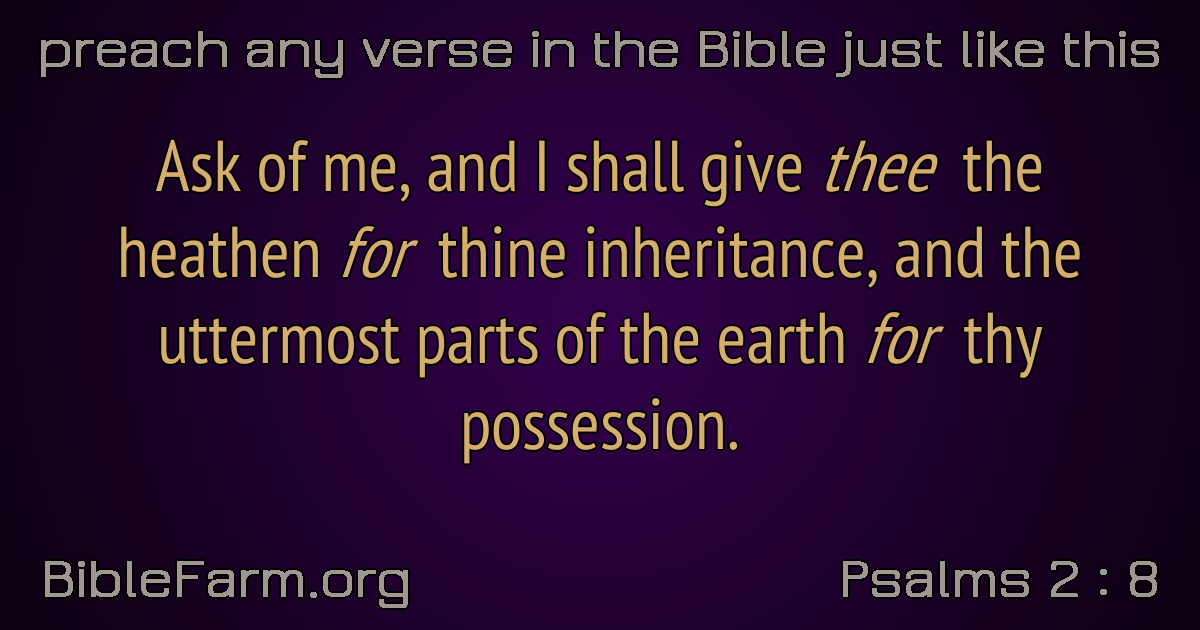 preach any verse in the Bible just like this
Ask of me, and I shall give thee the
heathen for thine inheritance, and the
uttermost parts of the earth for thy
possession.
BibleFarm.org
Psalms 2 : 8